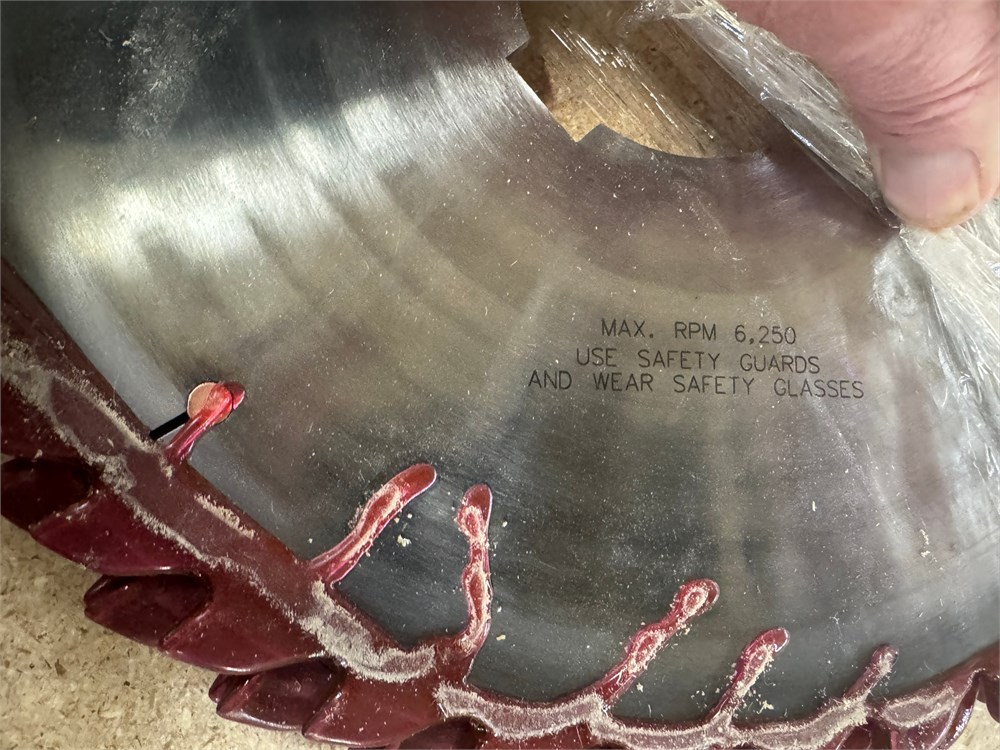 MAX. RPM 6,250
USE SAFETY GUARDS
AND WEAR SAFETY GLASSES